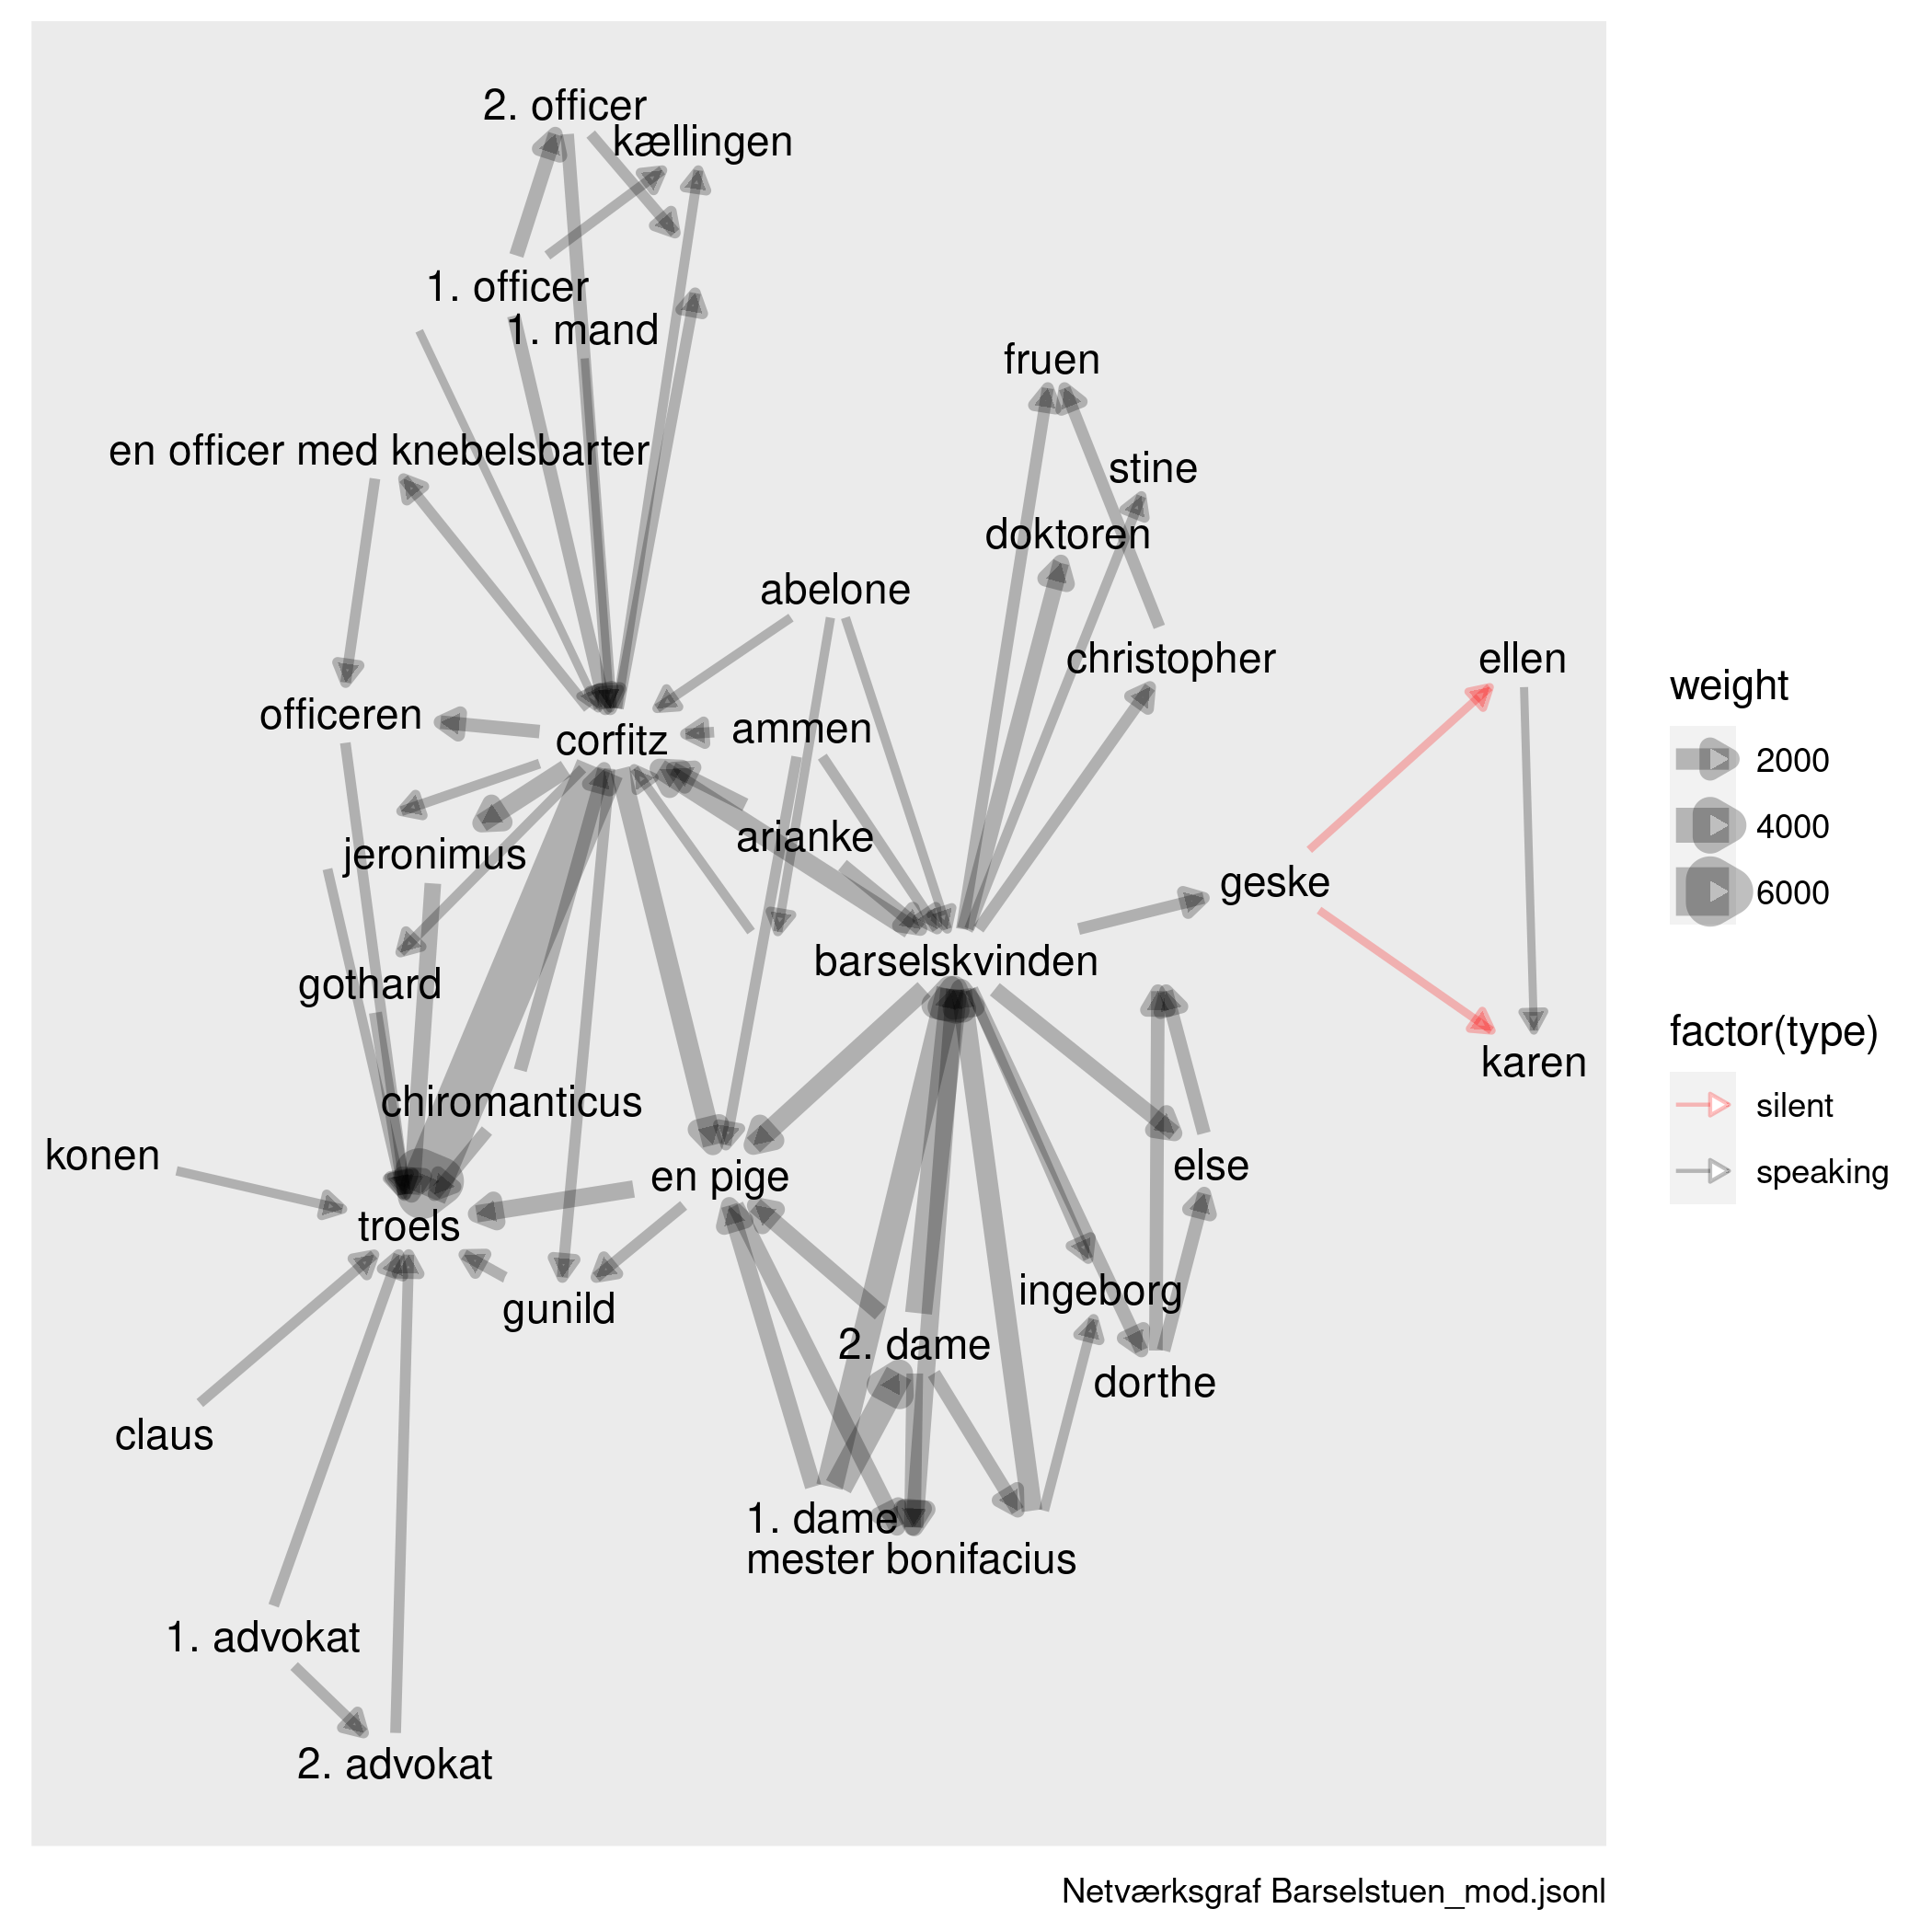 2. officer
kællingen
1. officer
1. mand
fruen
en officer med knebelsbarter
stine
doktoren
abelone
christopher
ellen
officeren
corfitz
ammen
arianke
jeronimus
geske
barselskvinden
gothard
karen
chiromanticus
konen
en pige
else
troels
ingeborg
gunild
2. dame
dorthe
claus
1. dame
mester bonifacius
1. advokat
2. advokat
weight
2000
4000
6000
factor(type)
silent
speaking
Netværksgraf Barselstuen_mod.jsonl